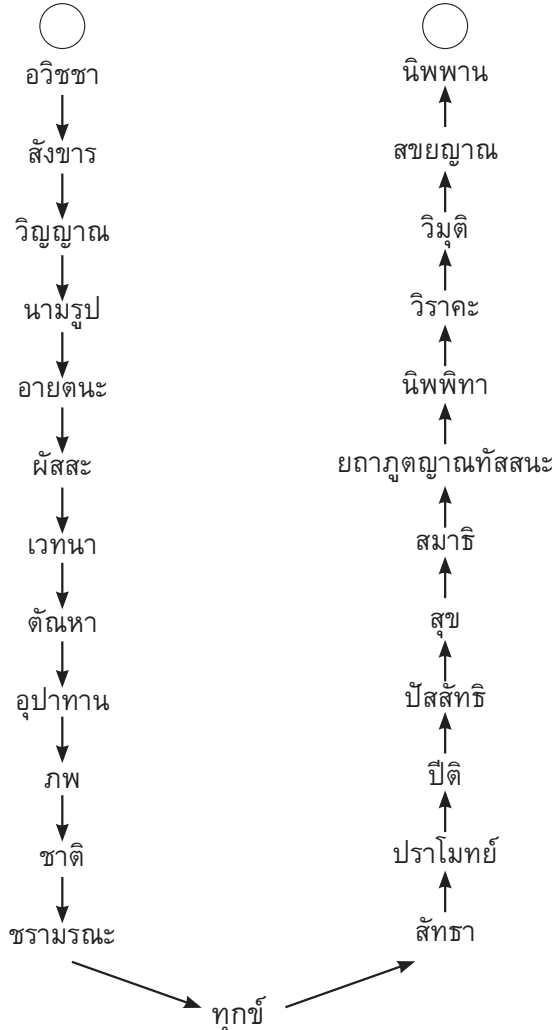 อวิชชา
สังขาร
วิญญาณ
นามรูป
อายตนะ
ผัสสะ
เวทนา
ตัณหา
อุปาทาน
ภพ
ชาติ
ชรามรณะ
ทุกข์
นิพพาน
สขยญาณ
วิมุติ
วิราคะ
นิพพิทา
ยถาภูตญาณทัสสนะ
สมาธิ
สุข
ปัสสัทธิ
ปีติ
ปราโมทย์
สัทธา